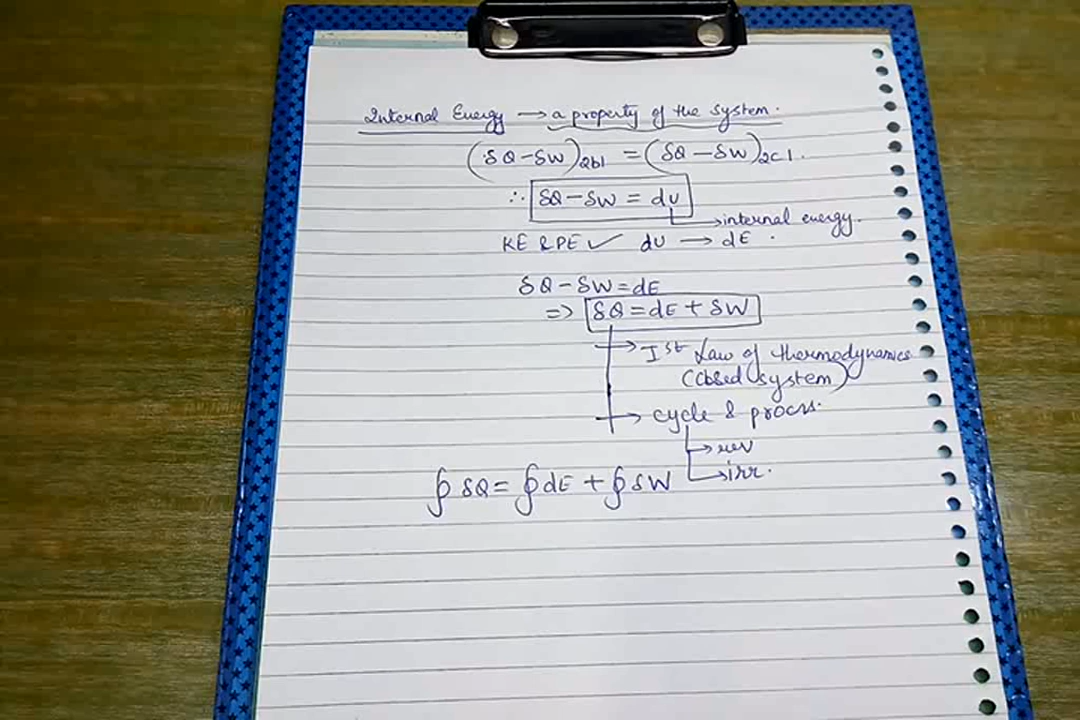 Internal Energy → a property of the system.
(δQ-δW)2b1 = (δQ-δW)2c1.
∴ δQ-δW = dU
→ internal energy.
KE & PE ✓ dU → dE.
δQ-δW=dE
=> δQ=dE+δW
→ Ist Law of thermodynamics
(closed system)
→ cycle & procss.
→ rev
→ irr.
∮δQ=∮dE+∮δW